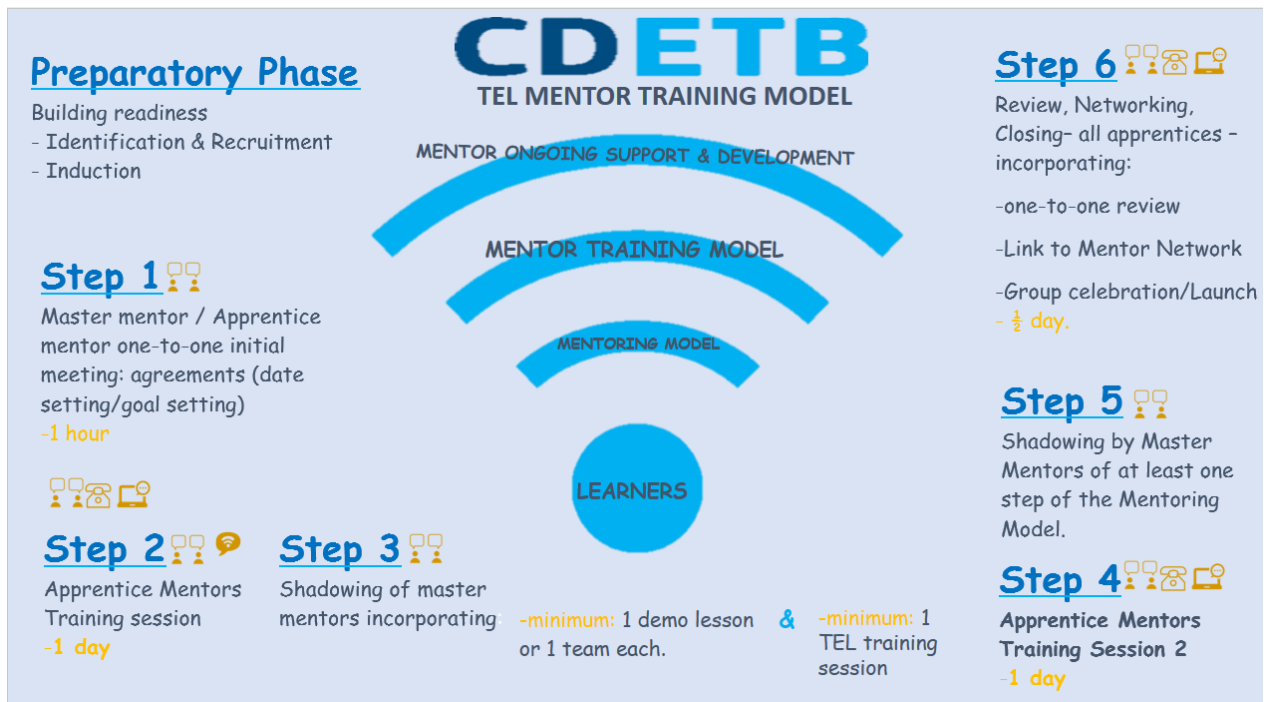 CDETB
TEL MENTOR TRAINING MODEL
Preparatory Phase
Building readiness
- Identification & Recruitment
- Induction
Step 1
Master mentor / Apprentice
mentor one-to-one initial
meeting: agreements (date
setting/goal setting)
-1 hour
Step 2
Apprentice Mentors
Training session
-1 day
Step 3
Shadowing of master
mentors incorporating:
-minimum: 1 demo lesson
or 1 team each.
&
-minimum: 1
TEL training
session
MENTOR ONGOING SUPPORT & DEVELOPMENT
MENTOR TRAINING MODEL
MENTORING MODEL
LEARNERS
Step 6
Review, Networking,
Closing– all apprentices –
incorporating:
-one-to-one review
-Link to Mentor Network
-Group celebration/Launch
- ½ day.
Step 5
Shadowing by Master
Mentors of at least one
step of the Mentoring
Model.
Step 4
Apprentice Mentors
Training Session 2
-1 day